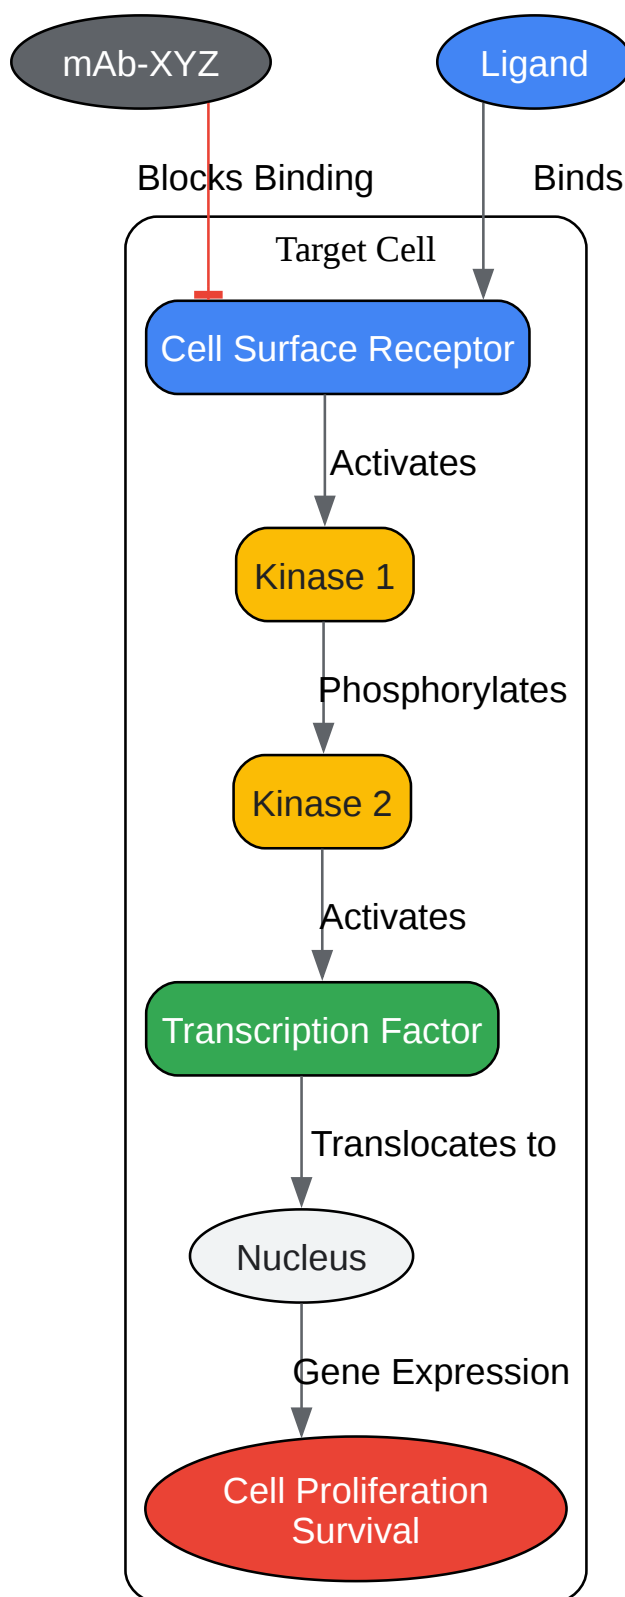 mAb-XYZ
Ligand
Blocks Binding
Binds
Target Cell
Cell Surface Receptor
Activates
Kinase 1
Phosphorylates
Kinase 2
Activates
Transcription Factor
Translocates to
Nucleus
Gene Expression
Cell Proliferation
Survival